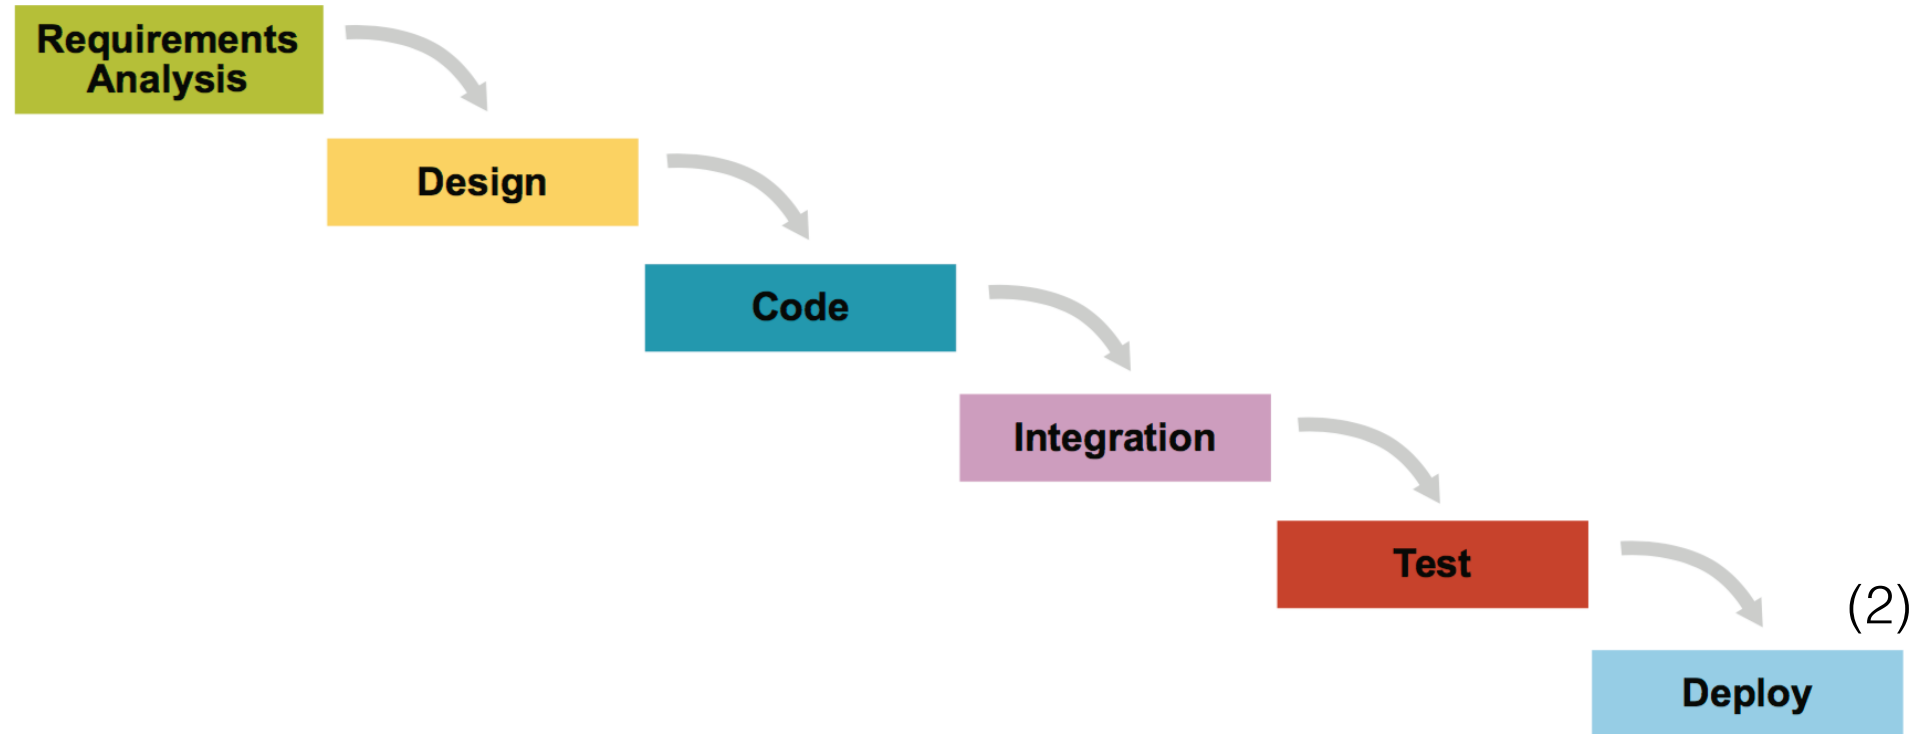 Requirements
Analysis
Design
Code
Integration
Test
(2)
Deploy